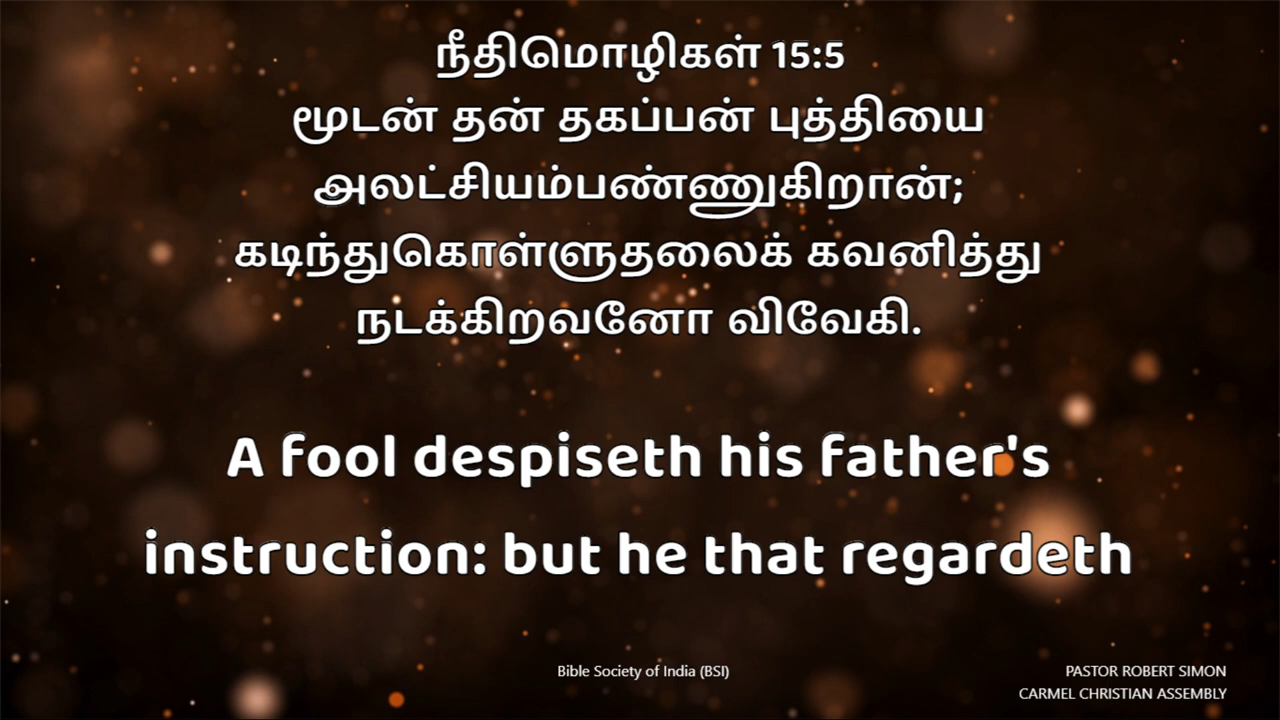 நீதிமொழிகள் 15:5
மூடன் தன் தகப்பன் புத்தியை
அலட்சியம்பண்ணுகிறான்;
கடிந்துகொள்ளுதலைக் கவனித்து
நடக்கிறவனோ விவேகி.
A fool despiseth his father's
instruction: but he that regardeth
Bible Society of India (BSI)
PASTOR ROBERT SIMON
CARMEL CHRISTIAN ASSEMBLY